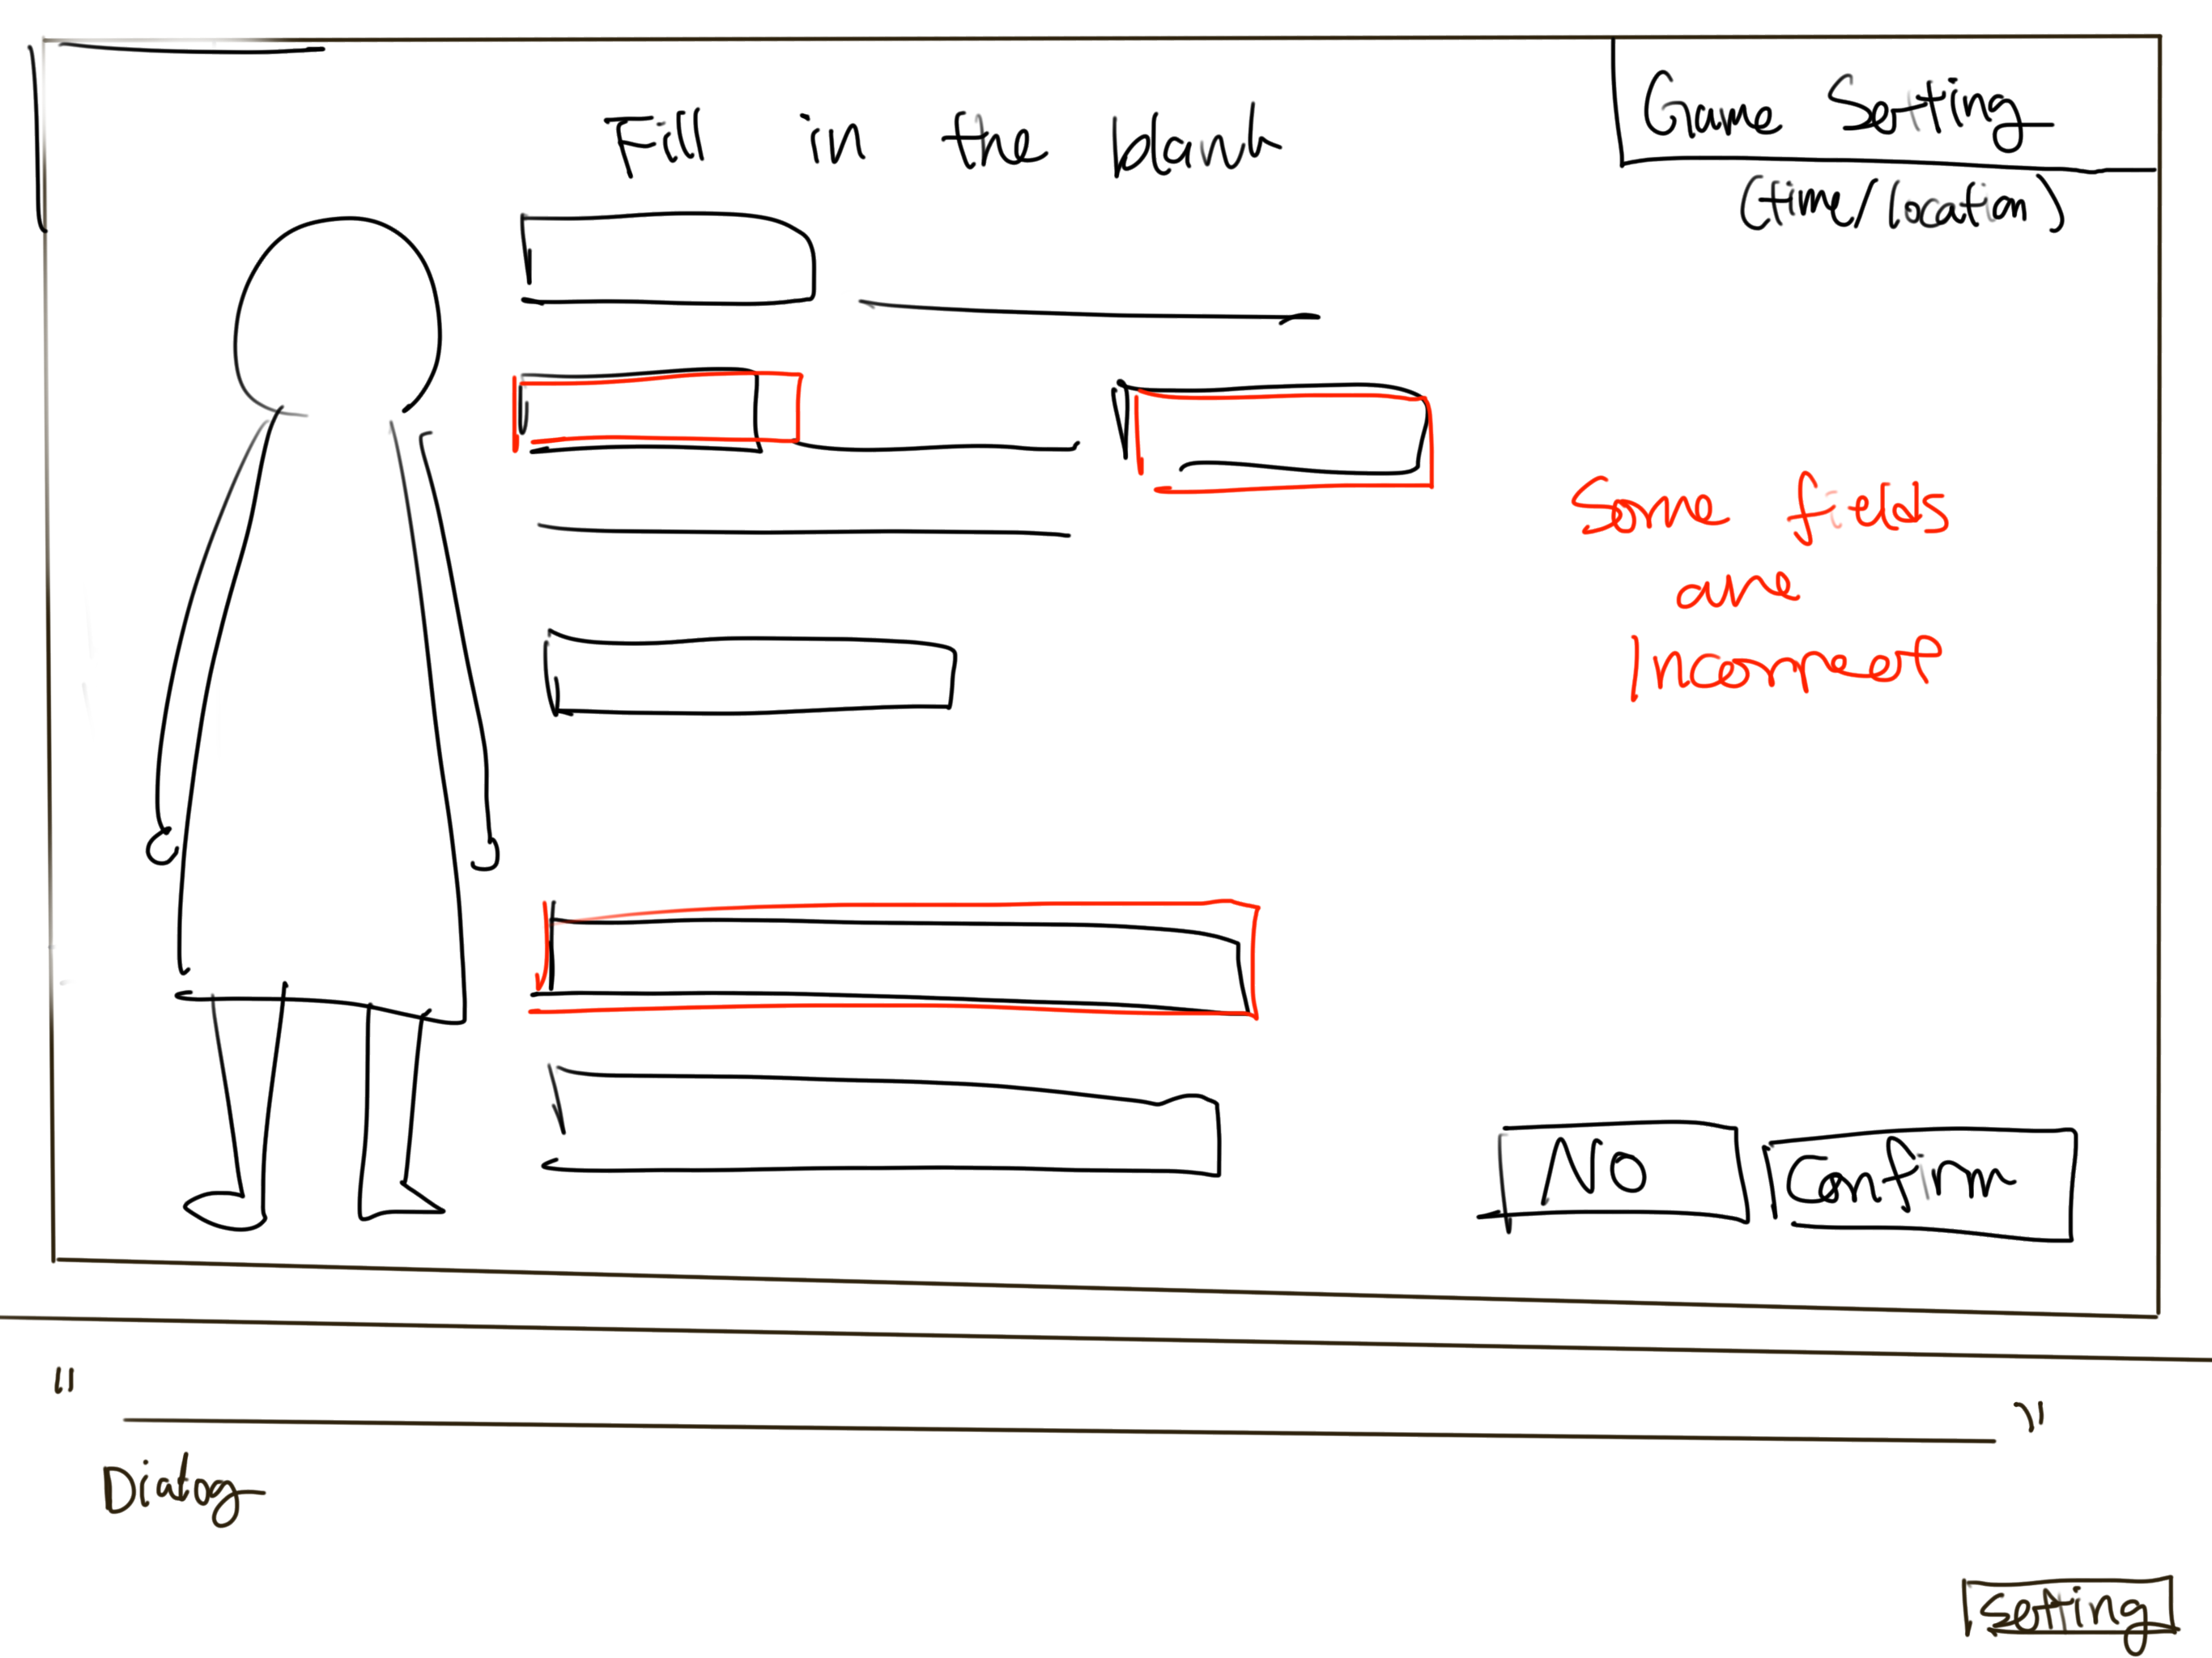 Game Setting
(time/location)
Fill in the blank
Some fields
are
Incorrect
NO
Confirm
" "
Dialog
Setting